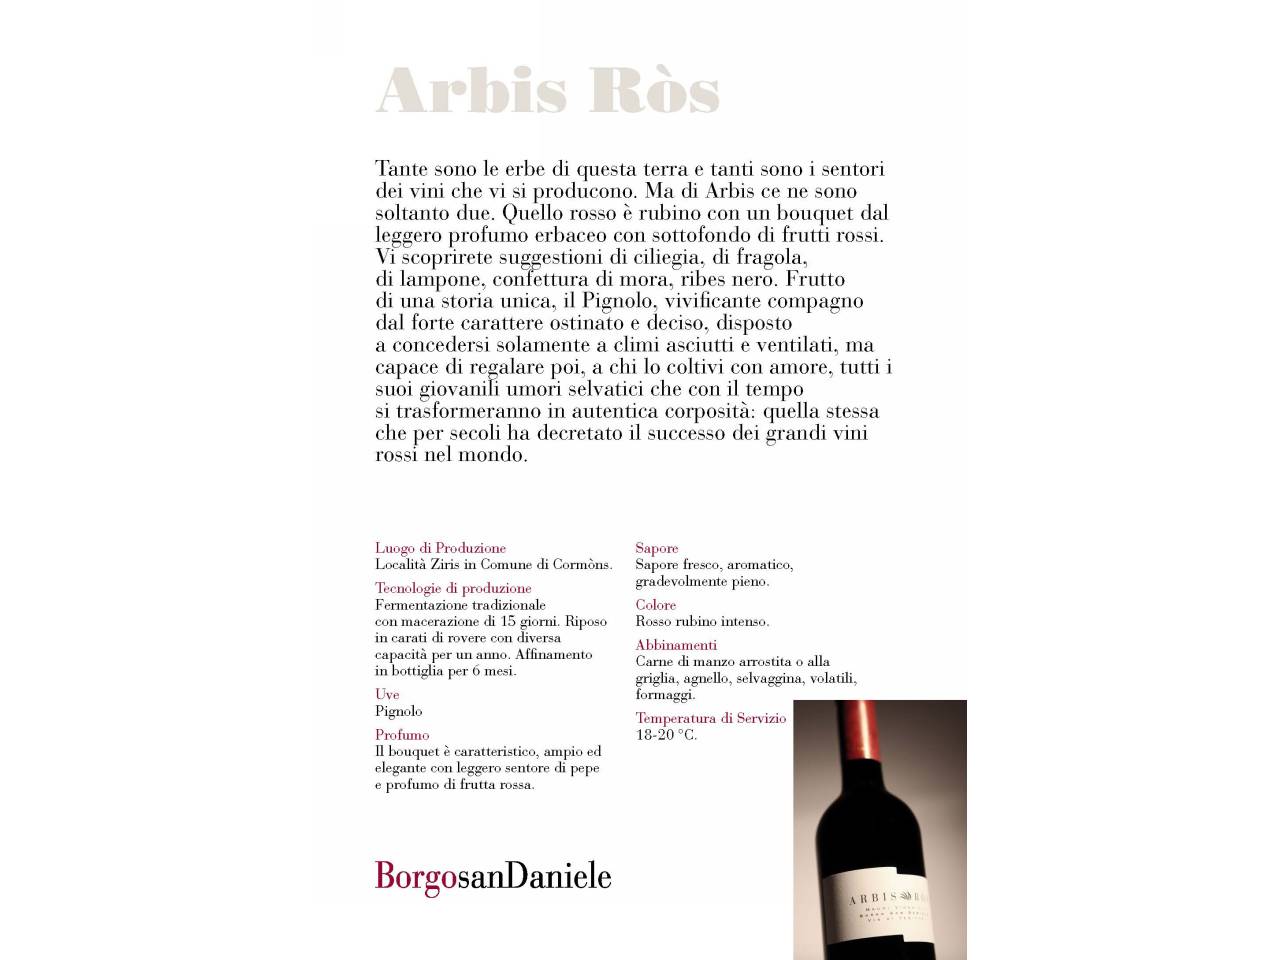 Arbis Ròs
Tante sono le erbe di questa terra e tanti sono i sentori
dei vini che vi si producono. Ma di Arbis ce ne sono
soltanto due. Quello rosso è rubino con un bouquet dal
leggero profumo erbaceo con sottofondo di frutti rossi.
Vi scoprirete suggestioni di ciliegia, di fragola,
di lampone, confettura di mora, ribes nero. Frutto
di una storia unica, il Pignolo, vivificante compagno
dal forte carattere ostinato e deciso, disposto
a concedersi solamente a climi asciutti e ventilati, ma
capace di regalare poi, a chi lo coltivi con amore, tutti i
suoi giovanili umori selvatici che con il tempo
si trasformeranno in autentica corposità: quella stessa
che per secoli ha decretato il successo dei grandi vini
rossi nel mondo.
Luogo di Produzione
Località Ziris in Comune di Cormòns.
Tecnologie di produzione
Fermentazione tradizionale
con macerazione di 15 giorni. Riposo
in carati di rovere con diversa
capacità per un anno. Affinamento
in bottiglia per 6 mesi.
Uve
Pignolo
Profumo
Il bouquet è caratteristico, ampio ed
elegante con leggero sentore di pepe
e profumo di frutta rossa.
Sapore
Sapore fresco, aromatico,
gradevolmente pieno.
Colore
Rosso rubino intenso.
Abbinamenti
Carne di manzo arrostita o alla
griglia, agnello, selvaggina, volatili,
formaggi.
Temperatura di Servizio
18-20 °C.
BorgosanDaniele
ARBIS